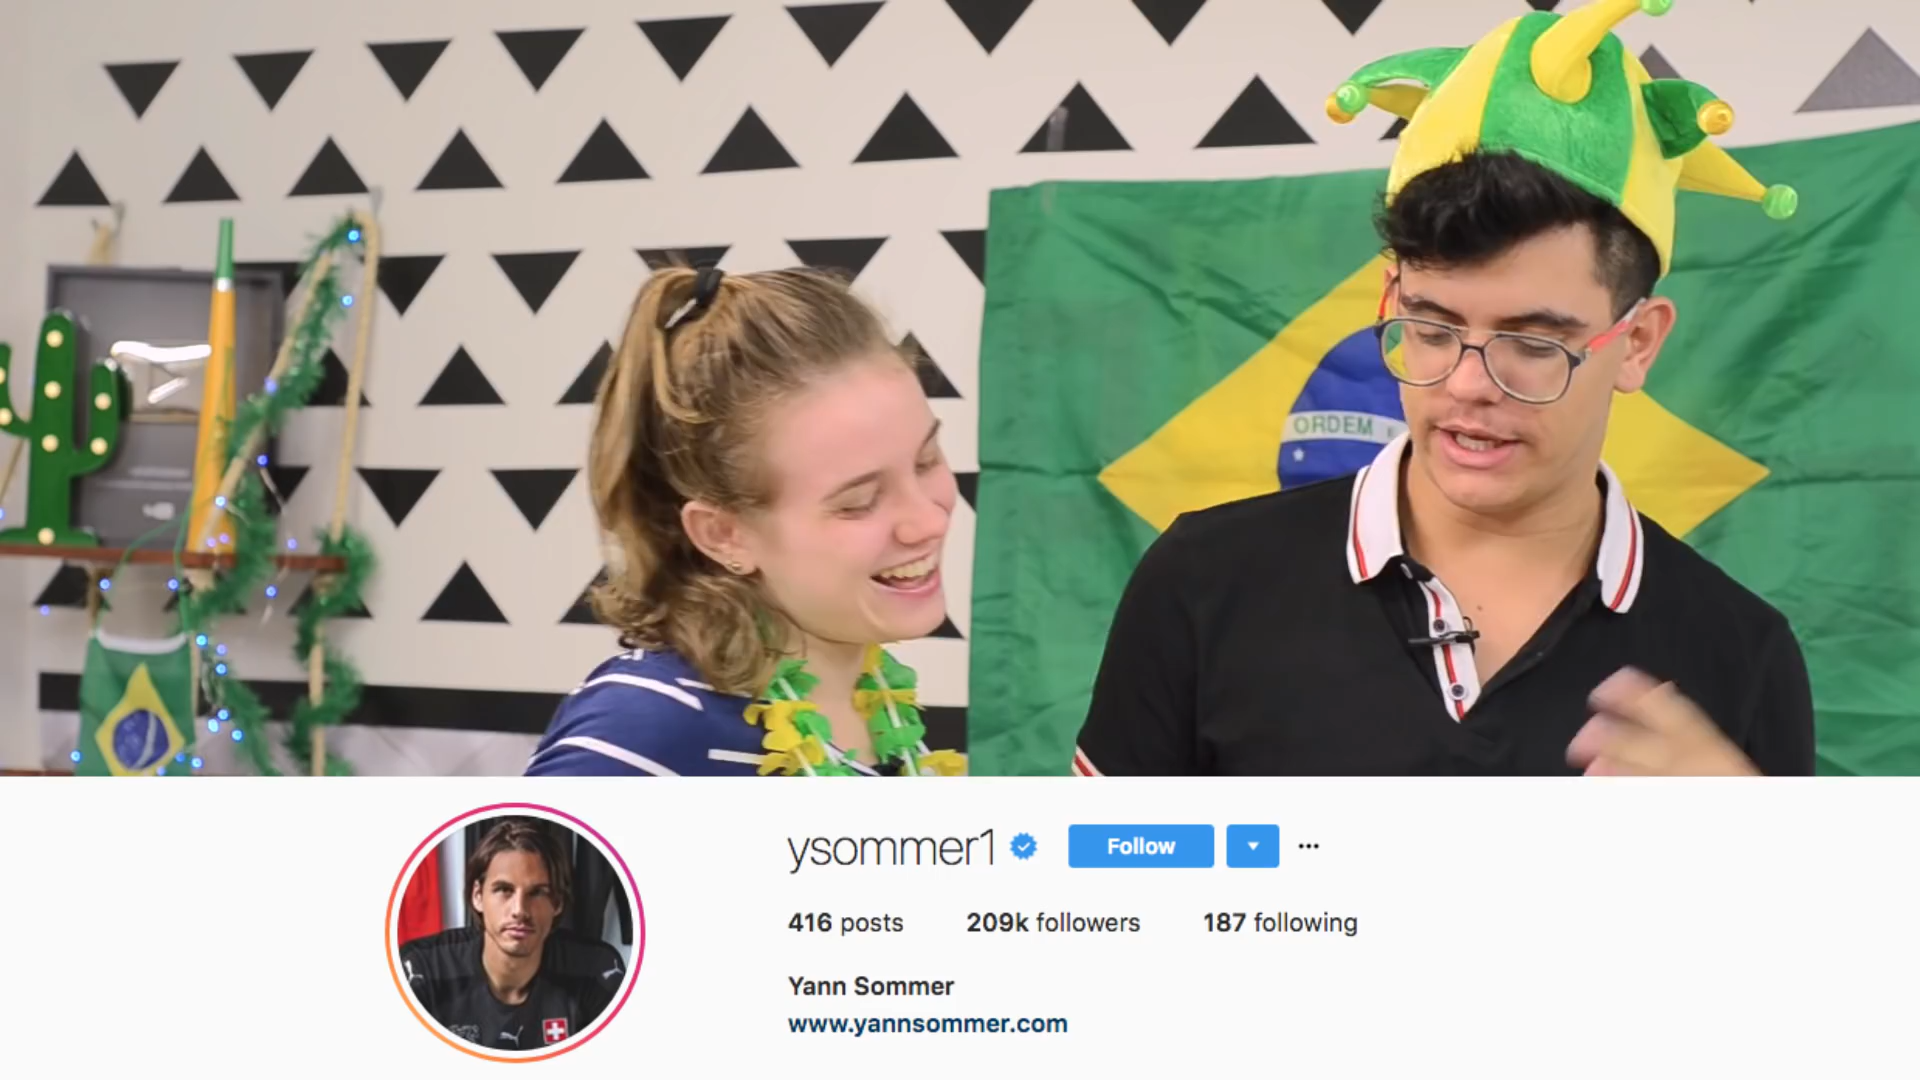 ORDEM E
ysommer1 Follow
416 posts 209k followers 187 following
Yann Sommer
www.yannsommer.com